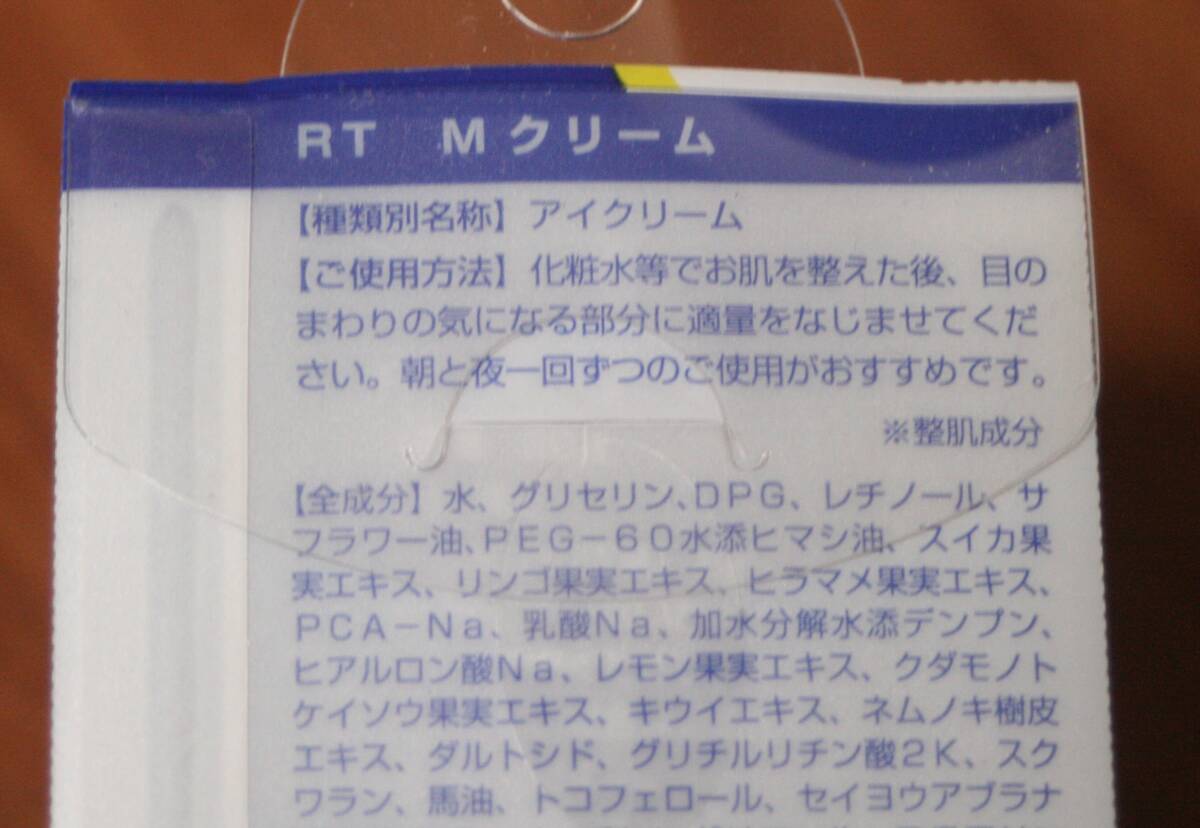 RT Mクリーム
【種類別名称】アイクリーム
【ご使用方法】化粧水等でお肌を整えた後、目の
まわりの気になる部分に適量をなじませてくだ
さい。朝と夜一回ずつのご使用がおすすめです。
※整肌成分
【全成分】水、グリセリン、DPG、レチノール、サ
フラワー油、PEG－60水添ヒマシ油、スイカ果
実エキス、リンゴ果実エキス、ヒラマメ果実エキス、
PCA－Na、乳酸Na、加水分解水添デンプン、
ヒアルロン酸Na、レモン果実エキス、クダモノト
ケイソウ果実エキス、キウイエキス、ネムノキ樹皮
エキス、ダルトシド、グリチルリチン酸2K、スク
ワラン、馬油、トコフェロール、セイヨウアブラナ